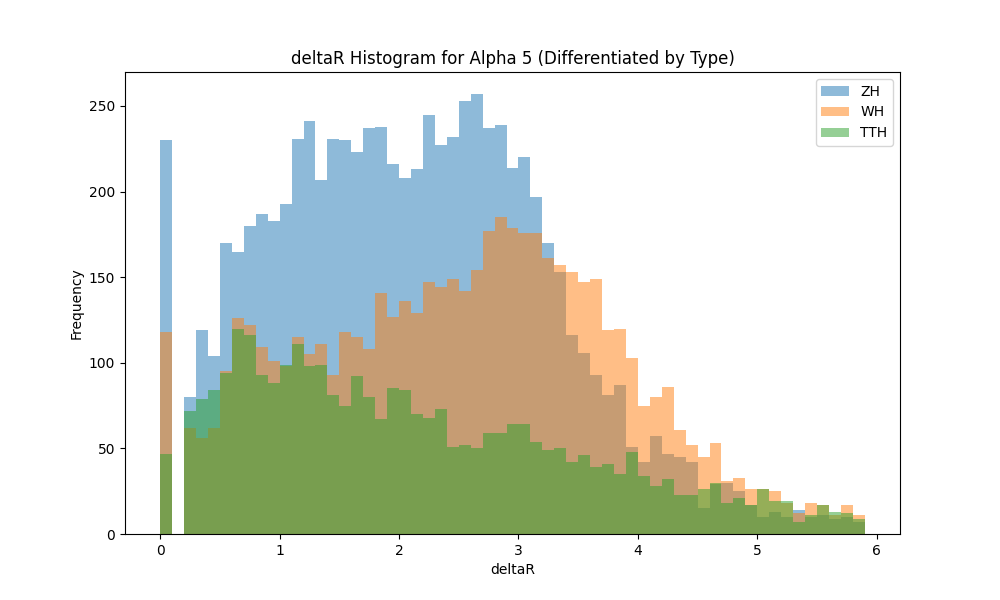 deltaR Histogram for Alpha 5 (Differentiated by Type)
ZH
WH
TTH
250
200
150
100
50
0
Frequency
0 1 2 3 4 5 6
deltaR